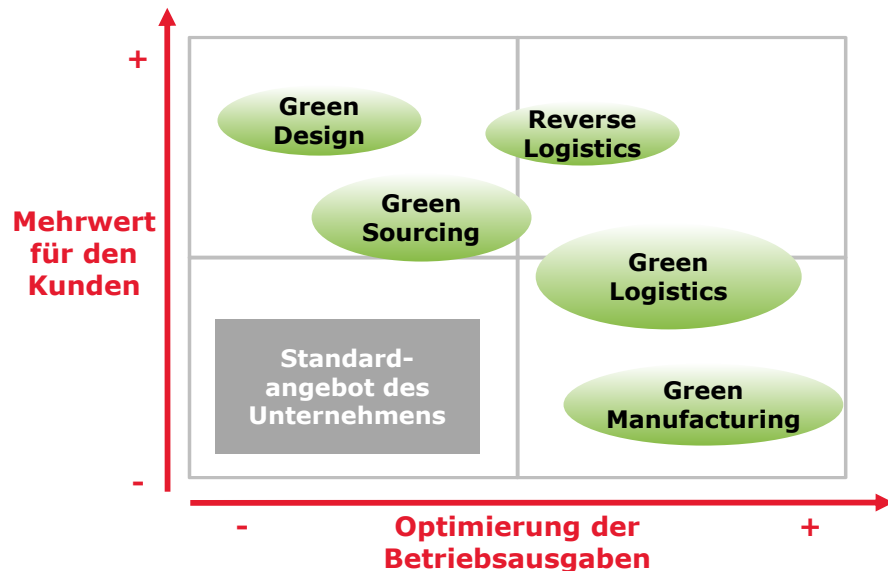 +
Green
Design
Reverse
Logistics
Mehrwert
für den
Kunden
Green
Sourcing
Green
Logistics
Standard-
angebot des
Unternehmens
Green
Manufacturing
-
-
Optimierung der
Betriebsausgaben
+